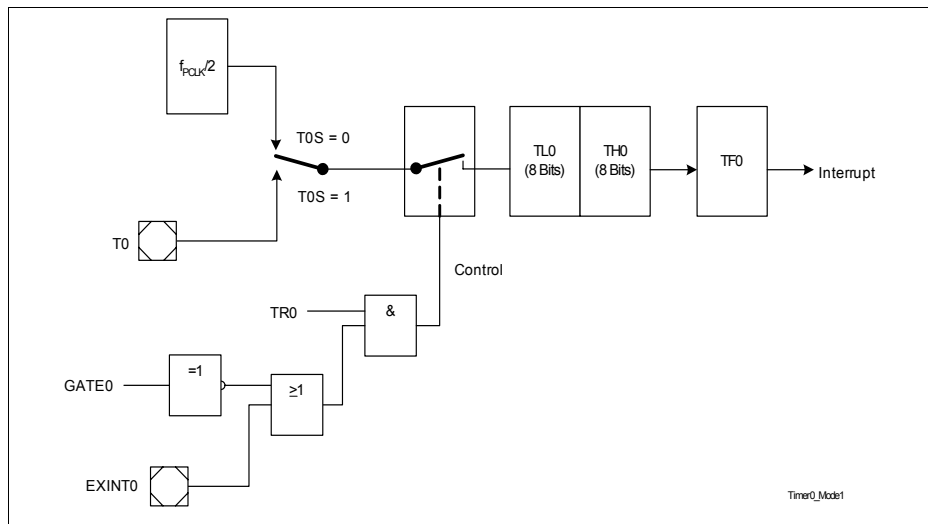 fPCLK/2
T0S = 0
T0S = 1
T0
TL0
(8 Bits)
TH0
(8 Bits)
TF0
Interrupt
Control
TR0
&
GATE0
=1
≥1
EXINT0
Timer0_Mode1